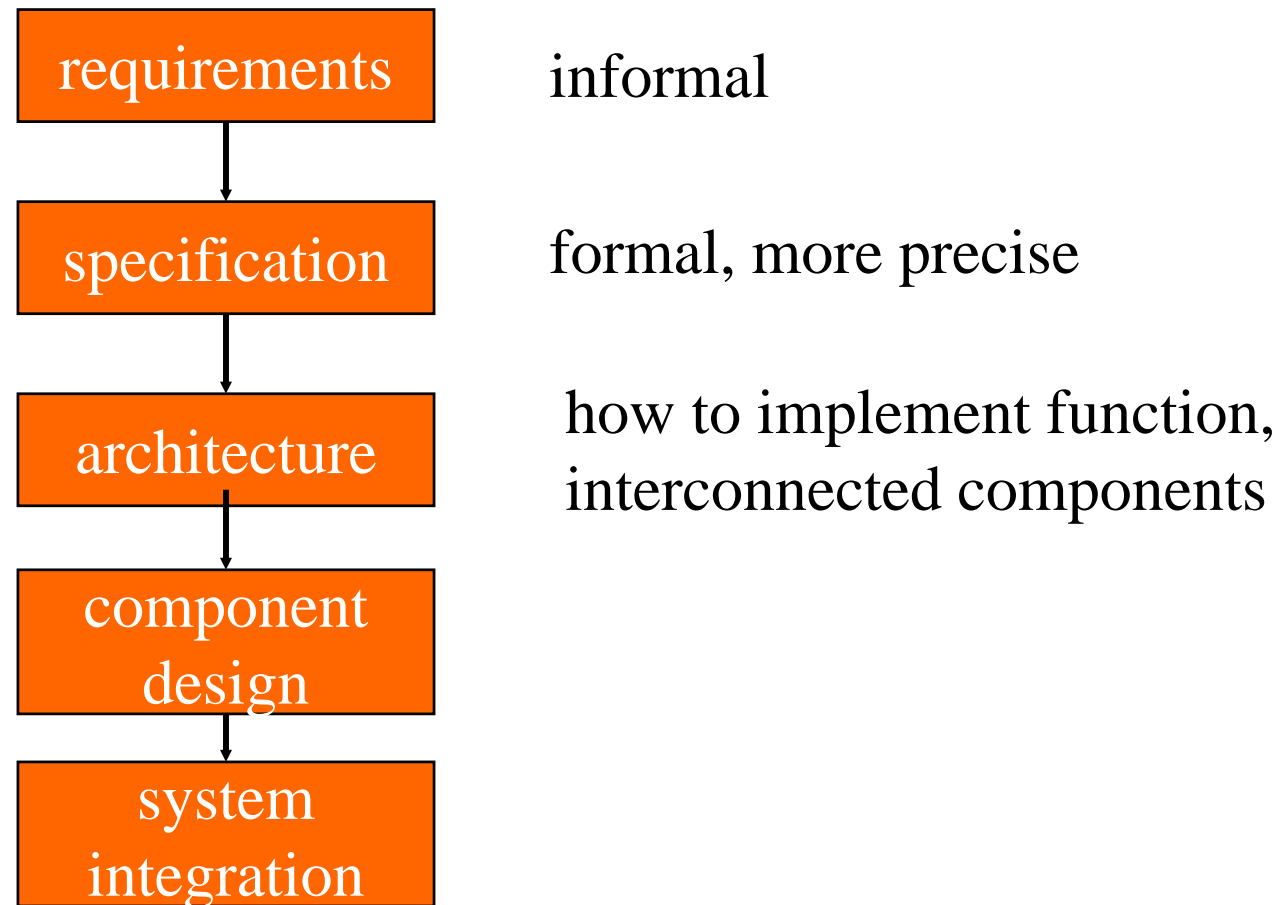 requirements
informal
specification
formal, more precise
architecture
how to implement function,
interconnected components
component
design
system
integration